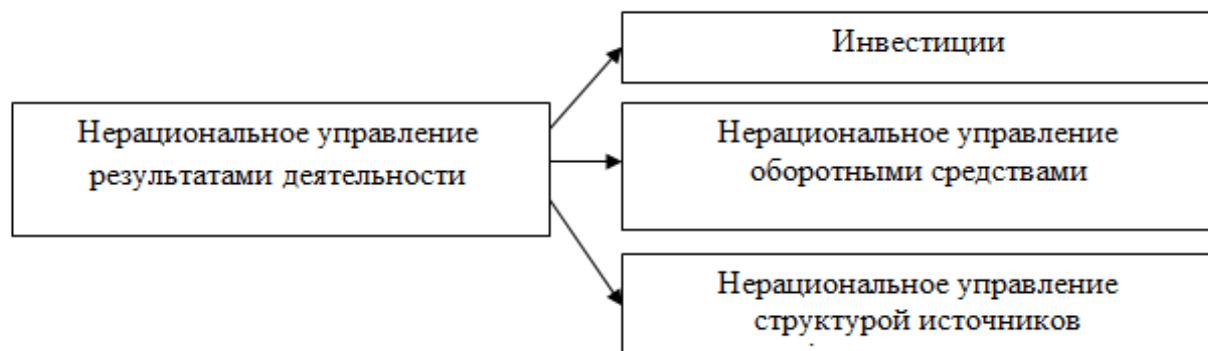 Инвестиции
Нерациональное управление
результатами деятельности
Нерациональное управление
оборотными средствами
Нерациональное управление
структурой источников